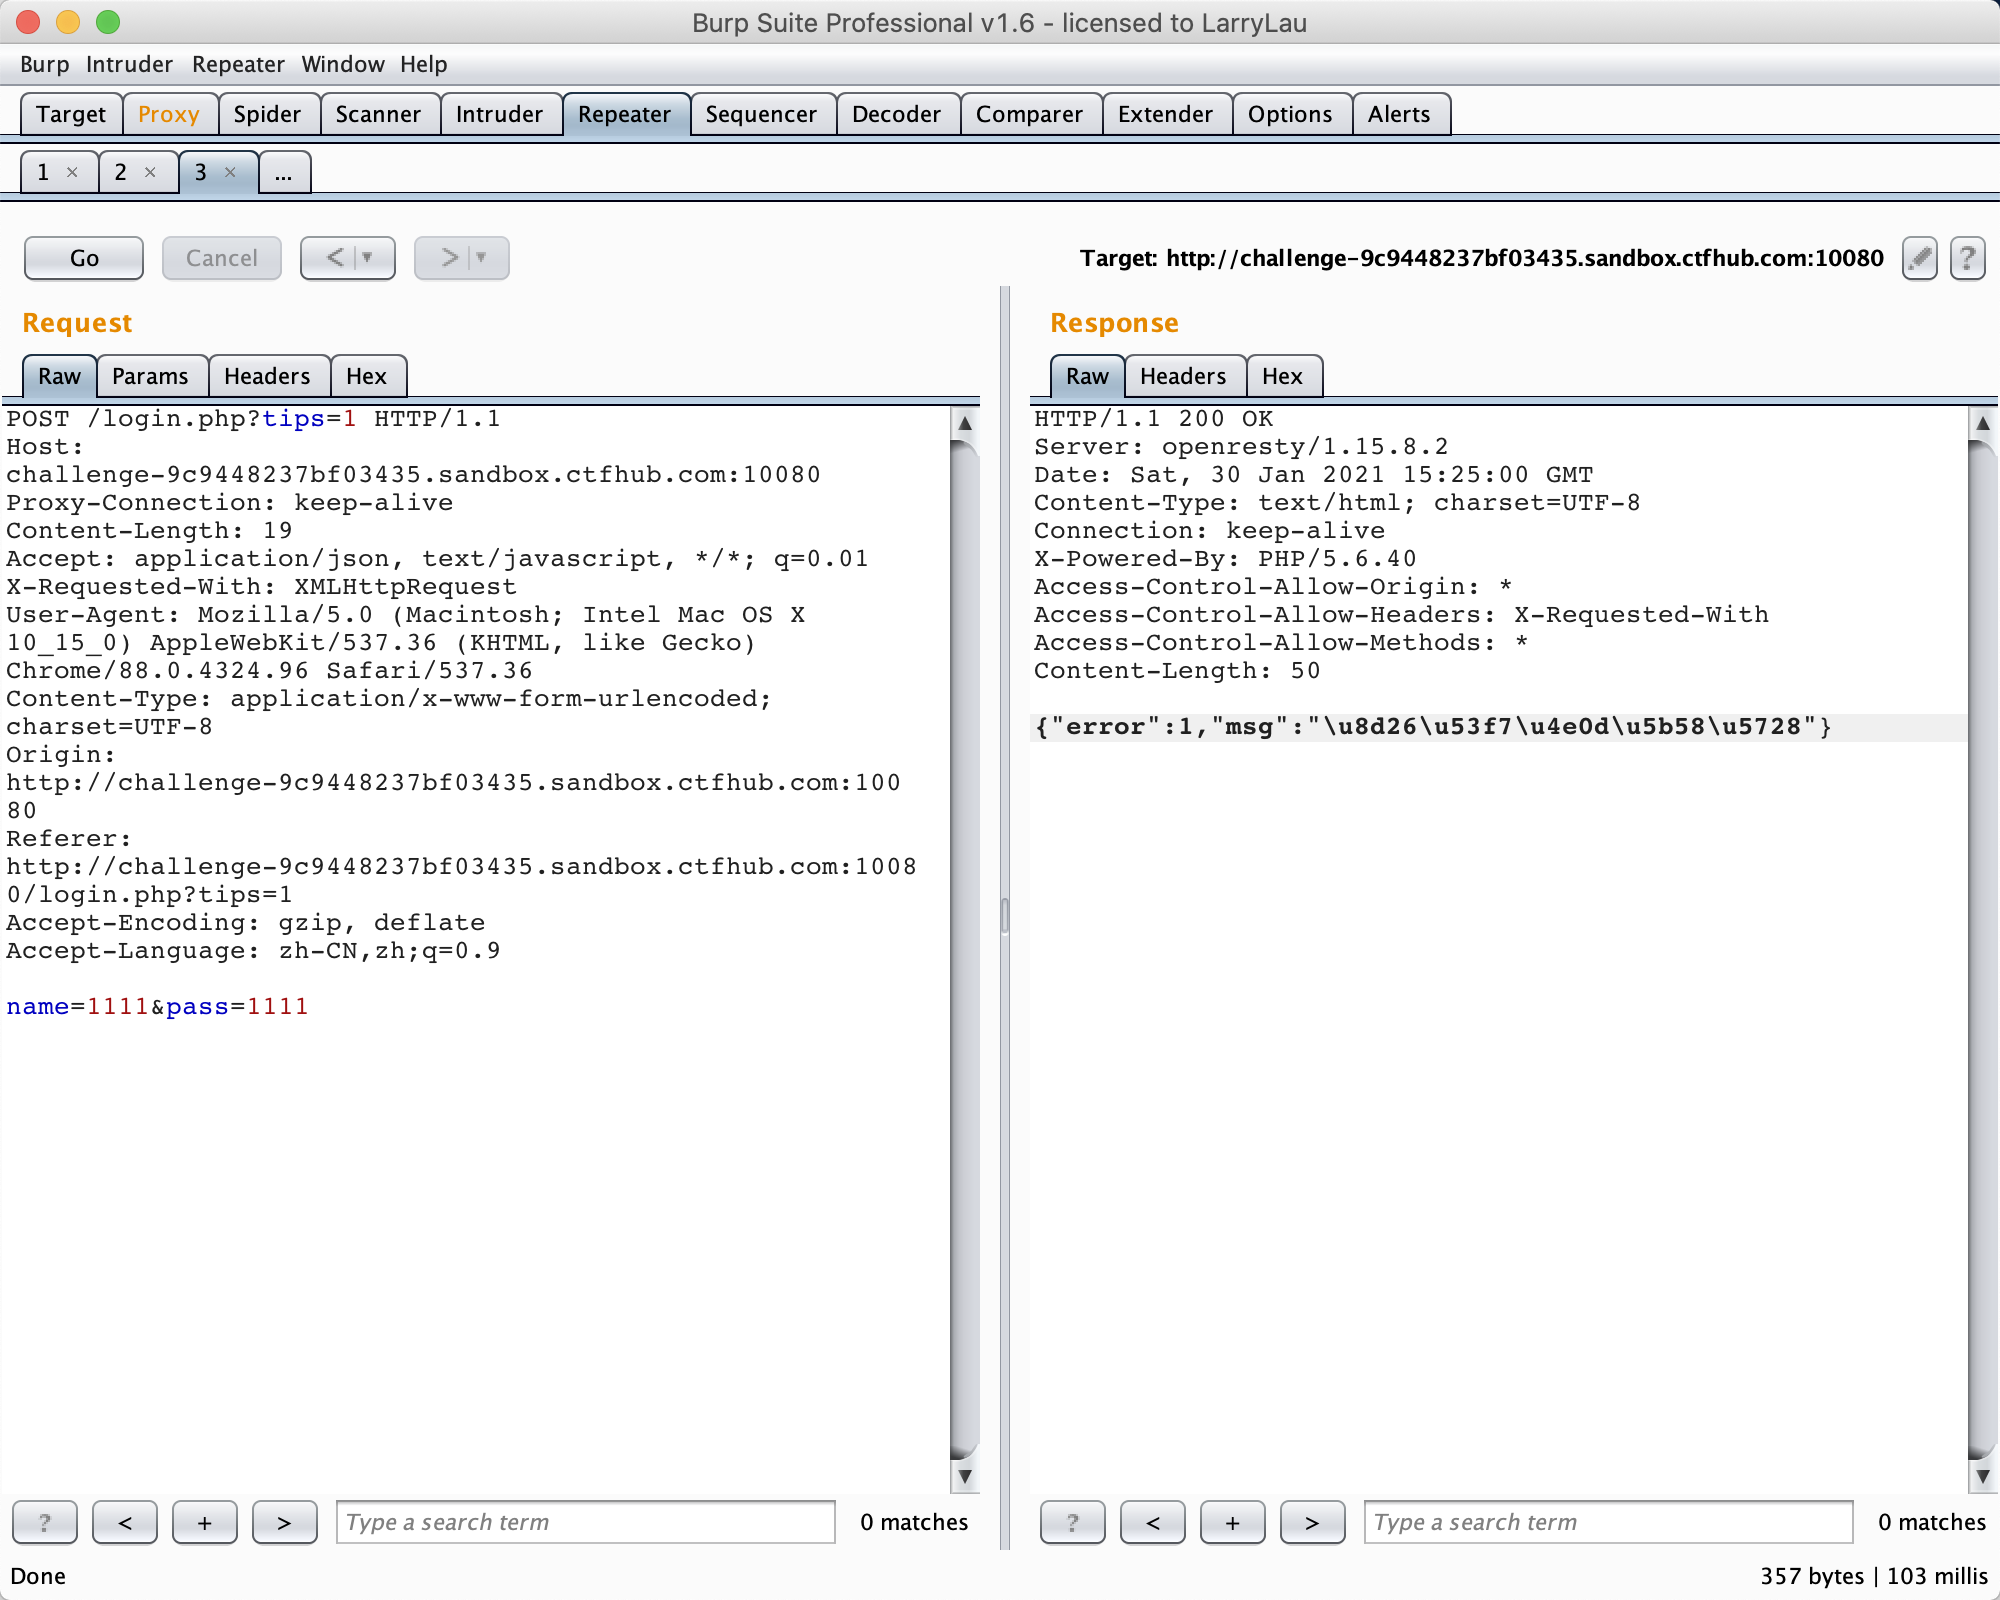 Burp Suite Professional v1.6 - licensed to LarryLau
Burp Intruder Repeater Window Help
Target Proxy Spider Scanner Intruder Repeater Sequencer Decoder Comparer Extender Options Alerts
1 × 2 × 3 × ...
Go Cancel < > Target: http://challenge-9c9448237bf03435.sandbox.ctfhub.com:10080 ?
Request
Raw Params Headers Hex
POST /login.php?tips=1 HTTP/1.1
Host:
challenge-9c9448237bf03435.sandbox.ctfhub.com:10080
Proxy-Connection: keep-alive
Content-Length: 19
Accept: application/json, text/javascript, */*; q=0.01
X-Requested-With: XMLHttpRequest
User-Agent: Mozilla/5.0 (Macintosh; Intel Mac OS X
10_15_0) AppleWebKit/537.36 (KHTML, like Gecko)
Chrome/88.0.4324.96 Safari/537.36
Content-Type: application/x-www-form-urlencoded;
charset=UTF-8
Origin:
http://challenge-9c9448237bf03435.sandbox.ctfhub.com:100
80
Referer:
http://challenge-9c9448237bf03435.sandbox.ctfhub.com:1008
0/login.php?tips=1
Accept-Encoding: gzip, deflate
Accept-Language: zh-CN,zh;q=0.9
name=1111&pass=1111
? < + > Type a search term 0 matches
Response
Raw Headers Hex
HTTP/1.1 200 OK
Server: openresty/1.15.8.2
Date: Sat, 30 Jan 2021 15:25:00 GMT
Content-Type: text/html; charset=UTF-8
Connection: keep-alive
X-Powered-By: PHP/5.6.40
Access-Control-Allow-Origin: *
Access-Control-Allow-Headers: X-Requested-With
Access-Control-Allow-Methods: *
Content-Length: 50
{"error":1,"msg":"\u8d26\u53f7\u4e0d\u5b58\u5728"}
? < + > Type a search term 0 matches
Done 357 bytes | 103 millis